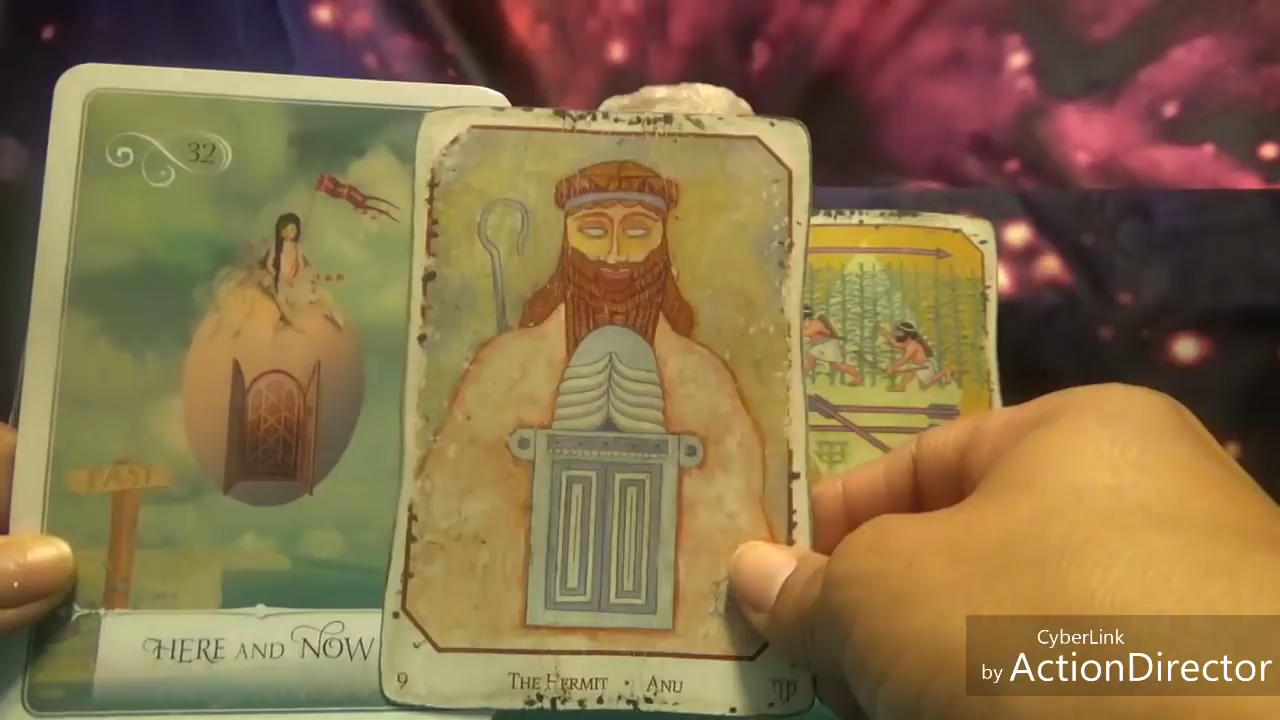 32
PAST
HERE AND NOW
9
THE HERMIT · ANU
CyberLink
by ActionDirector